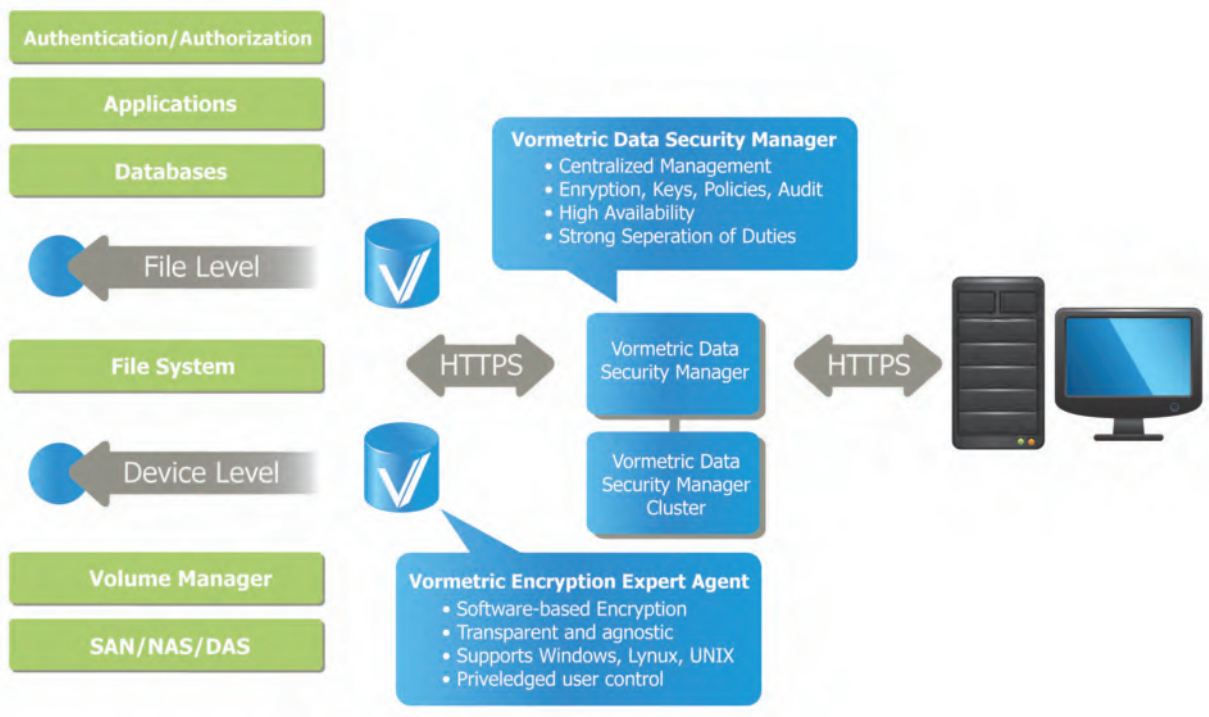 Authentication/Authorization
Applications
Databases
File Level
File System
Device Level
Volume Manager
SAN/NAS/DAS
Vormetric Data Security Manager
• Centralized Management
• Enryption, Keys, Policies, Audit
• High Availability
• Strong Seperation of Duties
HTTPS
Vormetric Data
Security Manager
HTTPS
Vormetric Data
Security Manager
Cluster
Vormetric Encryption Expert Agent
• Software-based Encryption
• Transparent and agnostic
• Supports Windows, Lynux, UNIX
• Priveledged user control